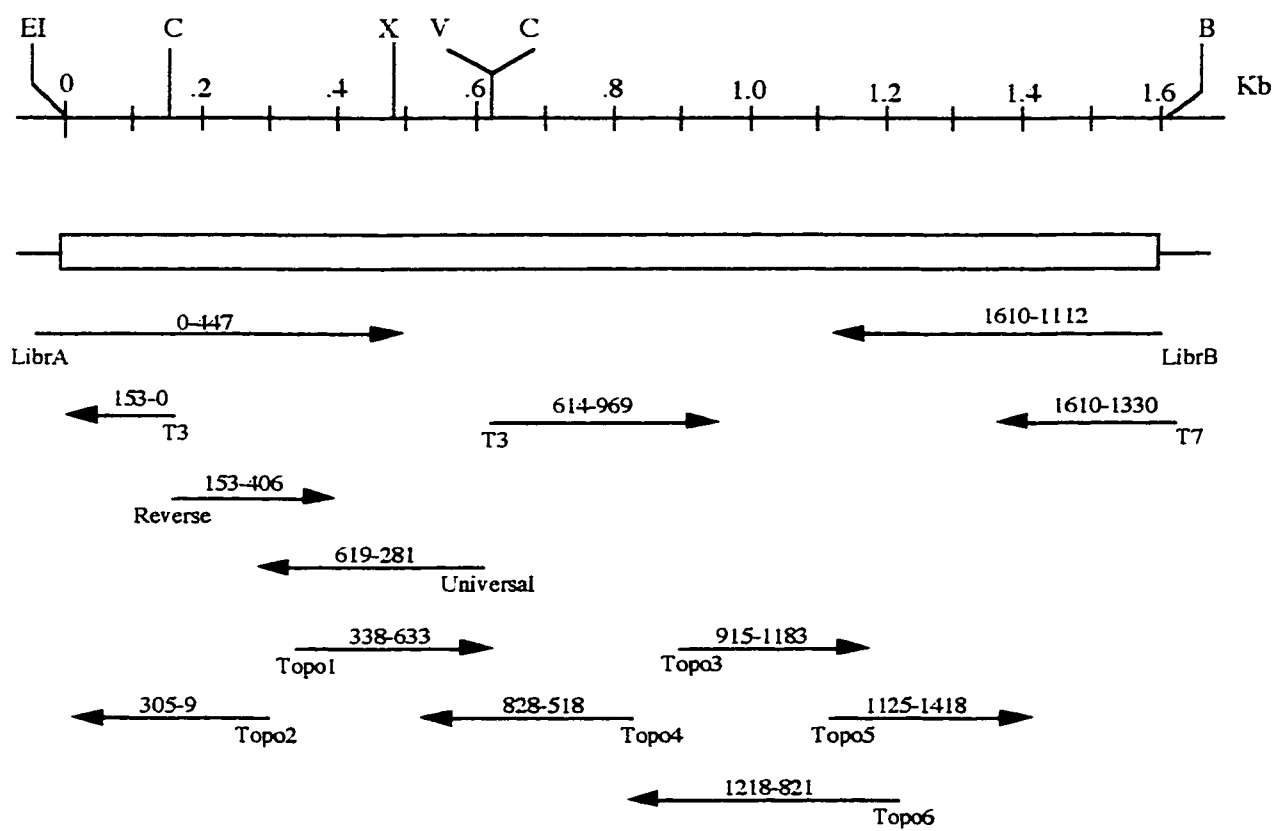 EI C X V C B
0 .2 .4 .6 .8 1.0 1.2 1.4 1.6 Kb
0-447 1610-1112
LibrA LibrB
153-0 614-969 1610-1330
T3 T3 T7
153-406
Reverse
619-281
Universal
338-633 915-1183
Topo1 Topo3
305-9 828-518 1125-1418
Topo2 Topo4 Topo5
1218-821
Topo6